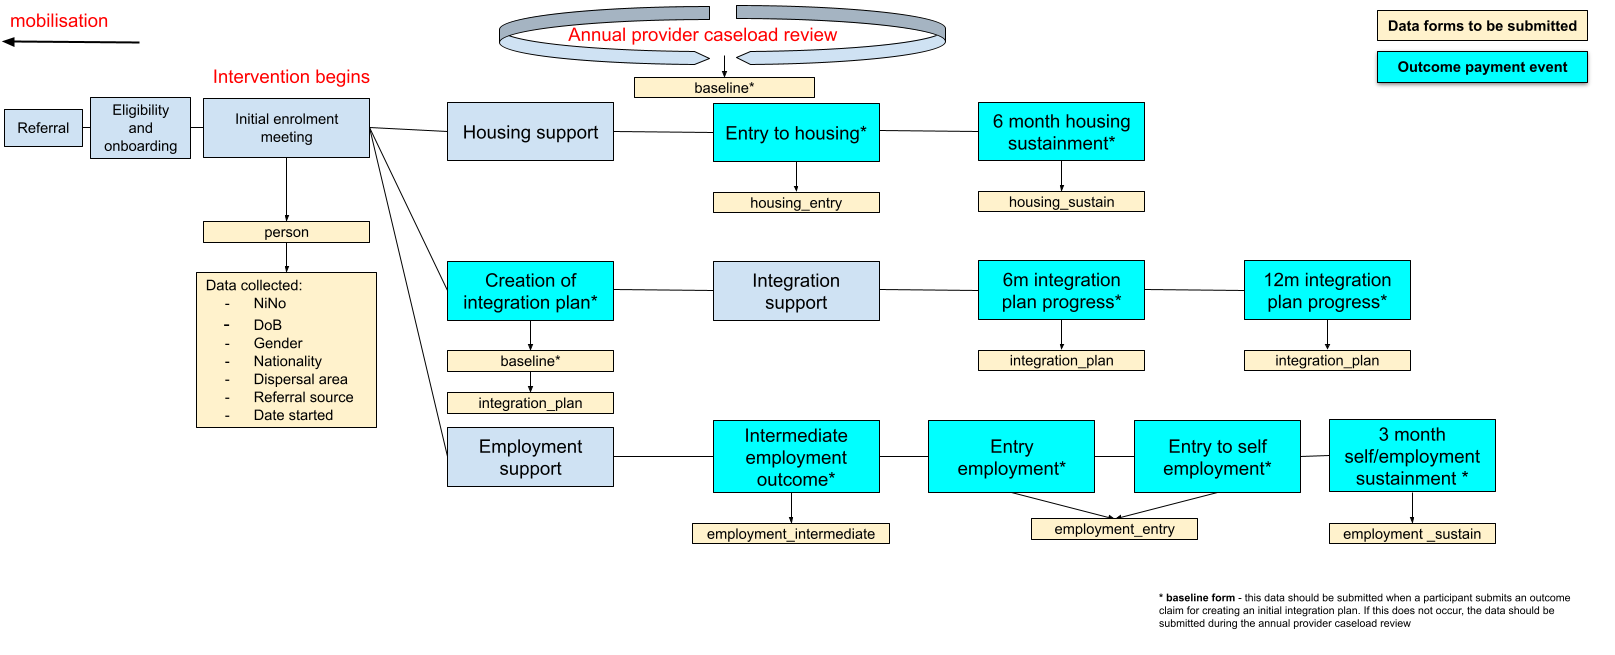 mobilisation
Annual provider caseload review
Data forms to be submitted
Outcome payment event
Intervention begins
baseline*
Referral
Eligibility
and
onboarding
Initial enrolment
meeting
Housing support
Entry to housing*
6 month housing
sustainment*
housing_entry
housing_sustain
person
Data collected:
- NiNo
- DoB
- Gender
- Nationality
- Dispersal area
- Referral source
- Date started
Creation of
integration plan*
Integration
support
6m integration
plan progress*
12m integration
plan progress*
baseline*
integration_plan
integration_plan
integration_plan
Employment
support
Intermediate
employment
outcome*
Entry
employment*
Entry to self
employment*
3 month
self/employment
sustainment *
employment_intermediate
employment_entry
employment _sustain
* baseline form - this data should be submitted when a participant submits an outcome
claim for creating an initial integration plan. If this does not occur, the data should be
submitted during the annual provider caseload review